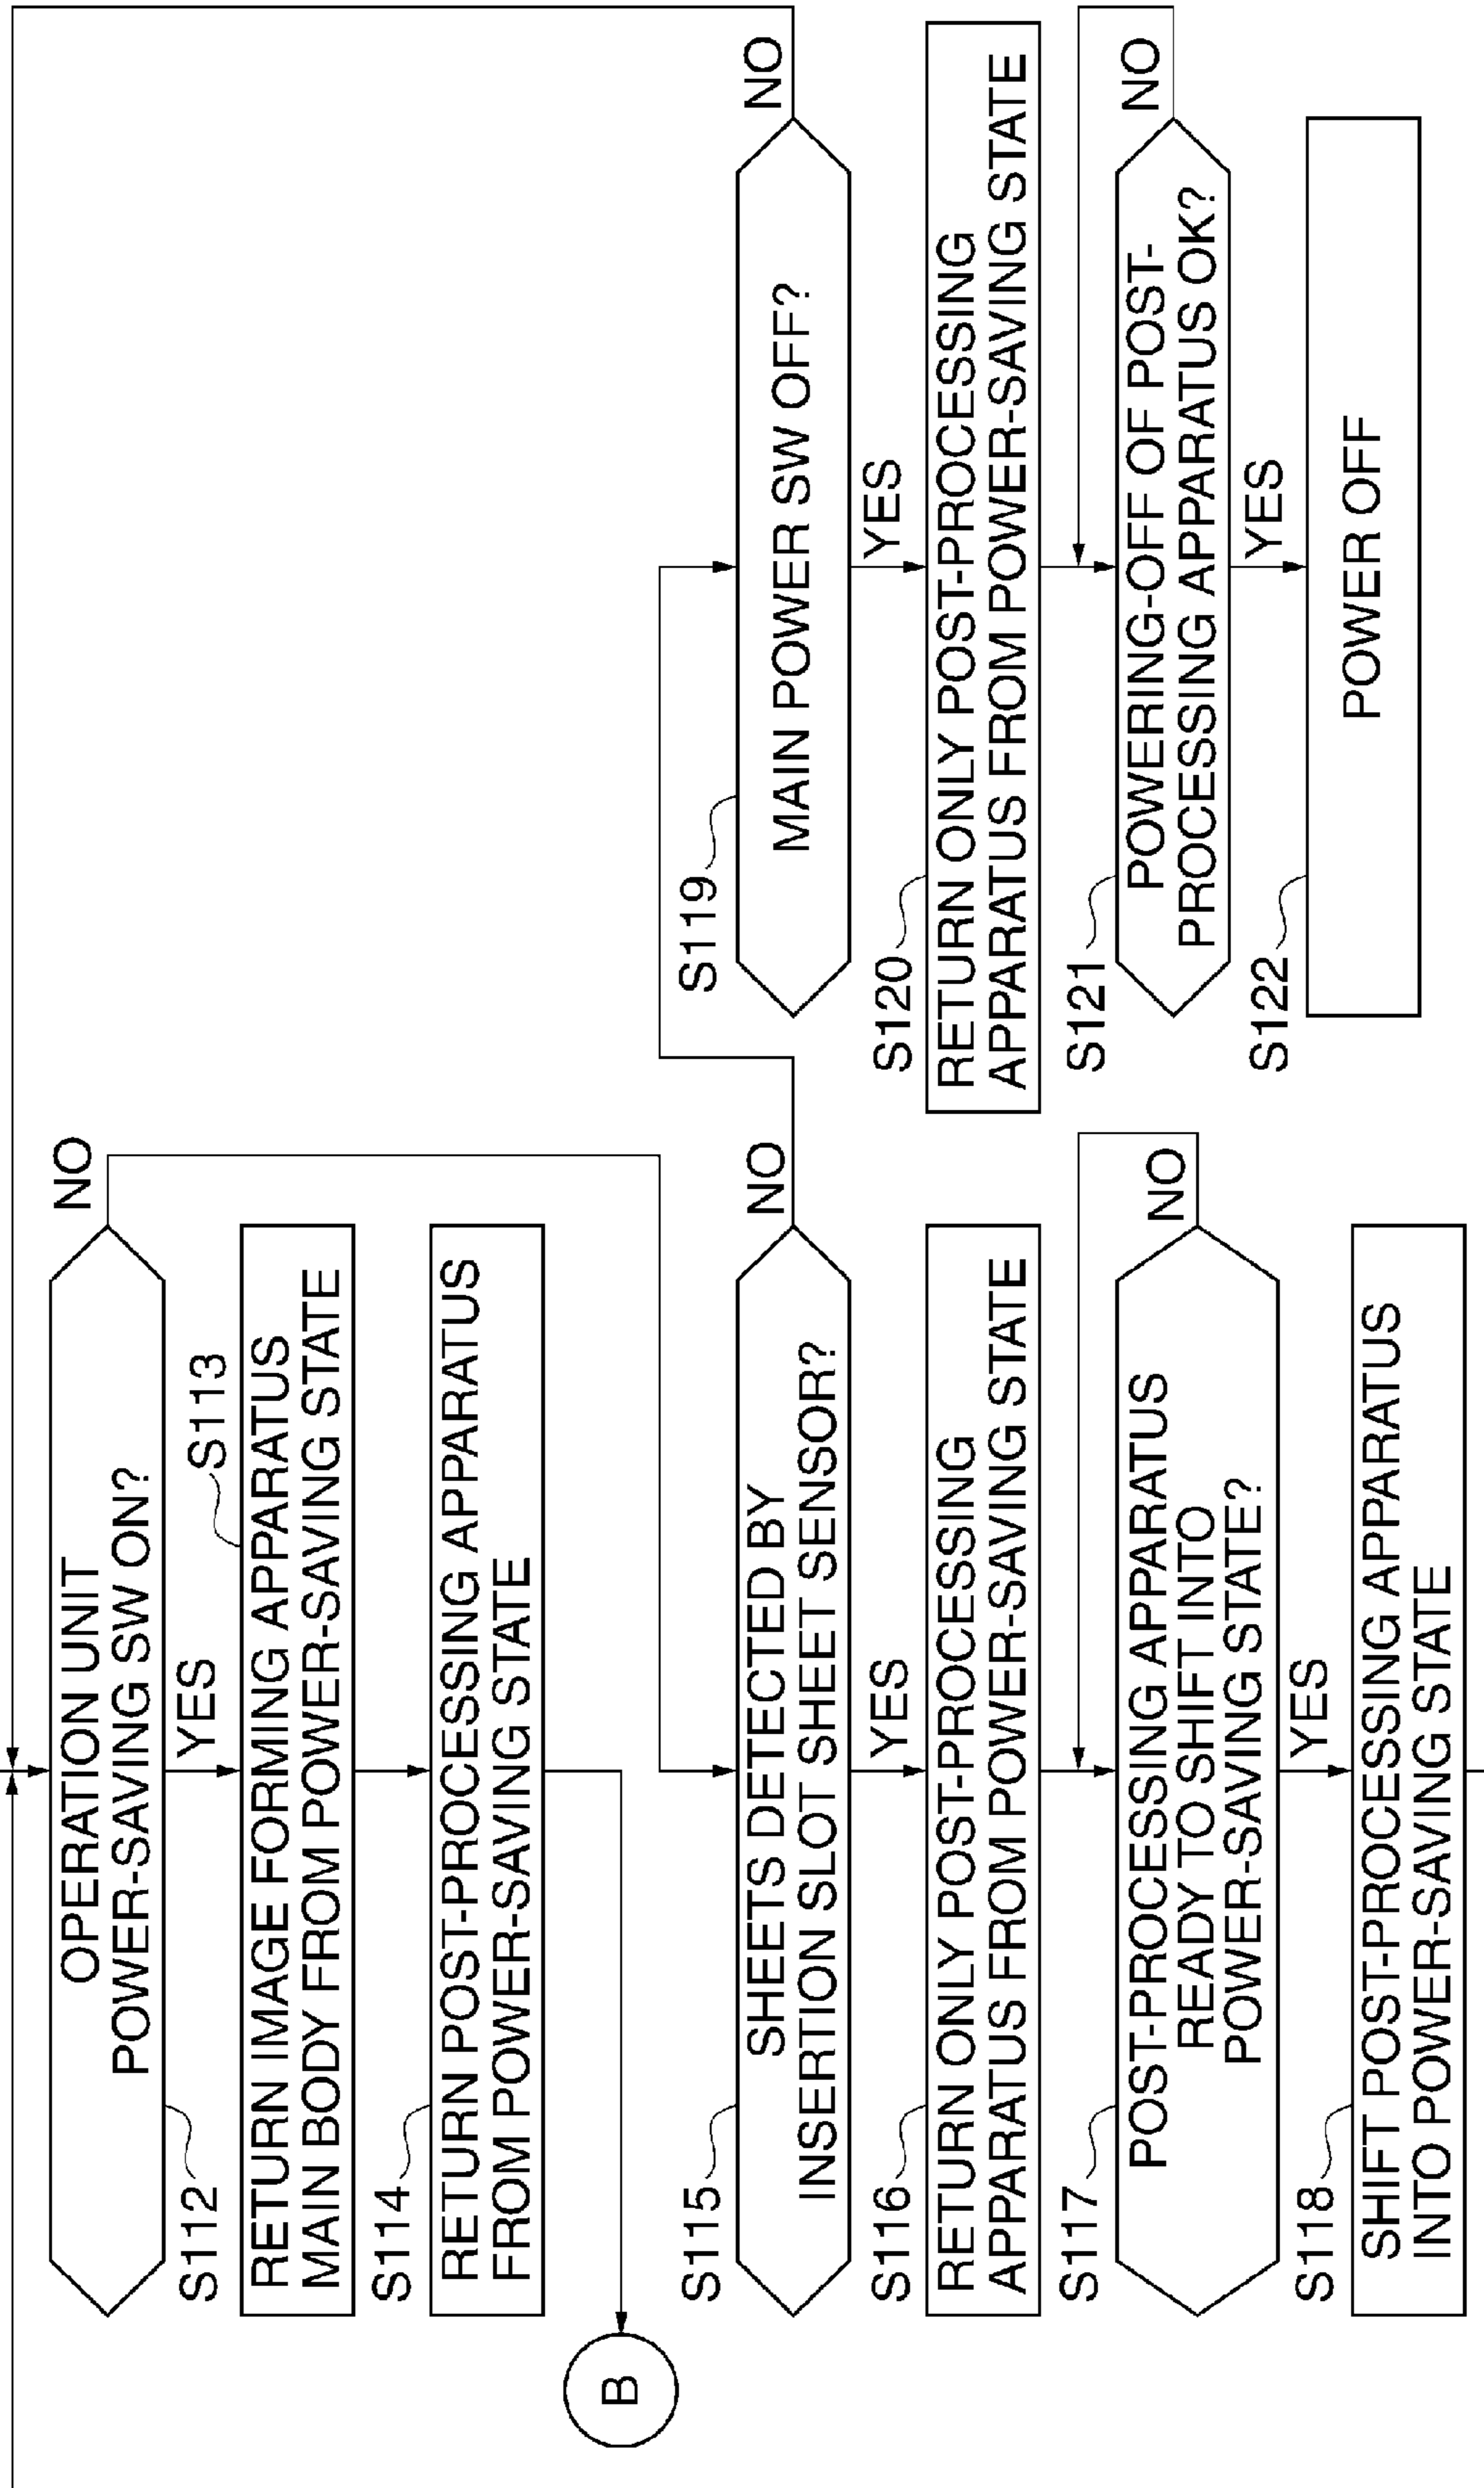 OPERATION UNIT
POWER-SAVING SW ON?
NO
S112
YES
S113
RETURN IMAGE FORMING APPARATUS
MAIN BODY FROM POWER-SAVING STATE
S114
RETURN POST-PROCESSING APPARATUS
FROM POWER-SAVING STATE
B
S115
SHEETS DETECTED BY
INSERTION SLOT SHEET SENSOR?
NO
S116
YES
RETURN ONLY POST-PROCESSING
APPARATUS FROM POWER-SAVING STATE
S117
POST-PROCESSING APPARATUS
READY TO SHIFT INTO
POWER-SAVING STATE?
NO
S118
YES
SHIFT POST-PROCESSING APPARATUS
INTO POWER-SAVING STATE
S119
MAIN POWER SW OFF?
NO
S120
YES
RETURN ONLY POST-PROCESSING
APPARATUS FROM POWER-SAVING STATE
S121
POWERING-OFF OF POST-
PROCESSING APPARATUS OK?
NO
S122
YES
POWER OFF